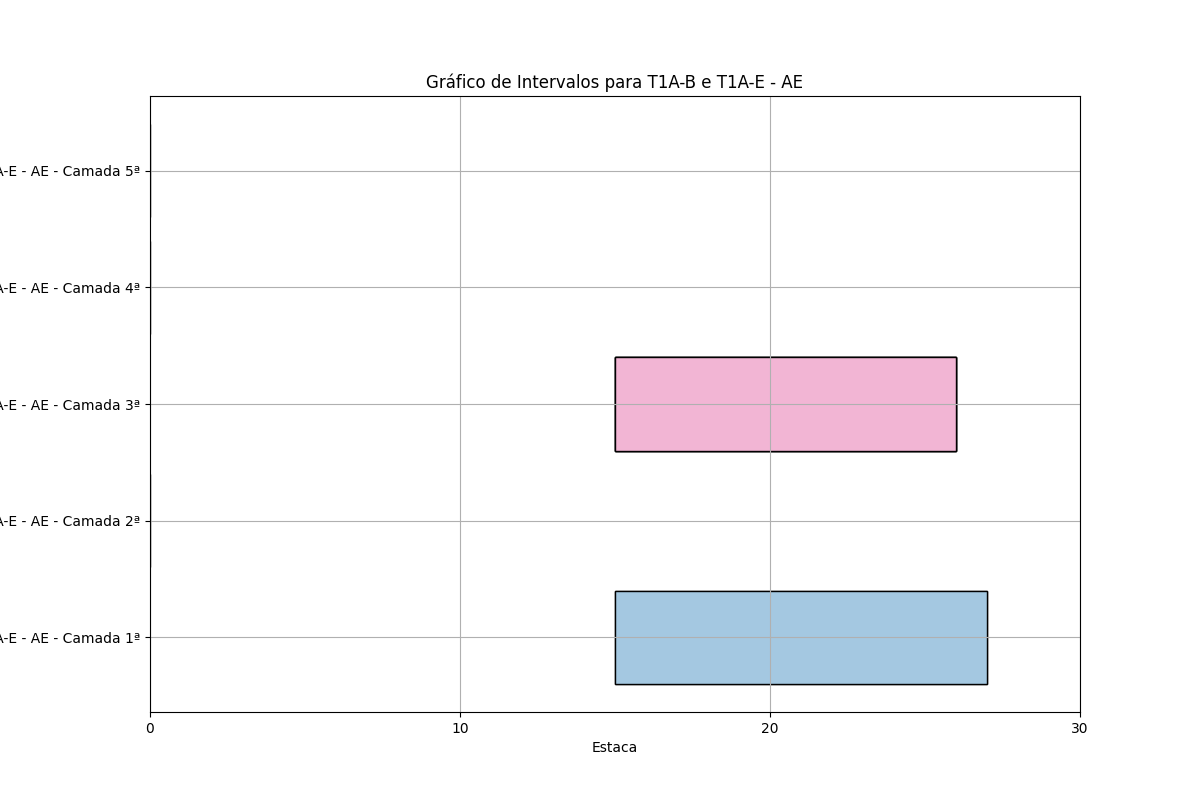 Gráfico de Intervalos para T1A-B e T1A-E - AE
A-E - AE - Camada 5ª
A-E - AE - Camada 4ª
A-E - AE - Camada 3ª
A-E - AE - Camada 2ª
A-E - AE - Camada 1ª
0 10 20 30
Estaca